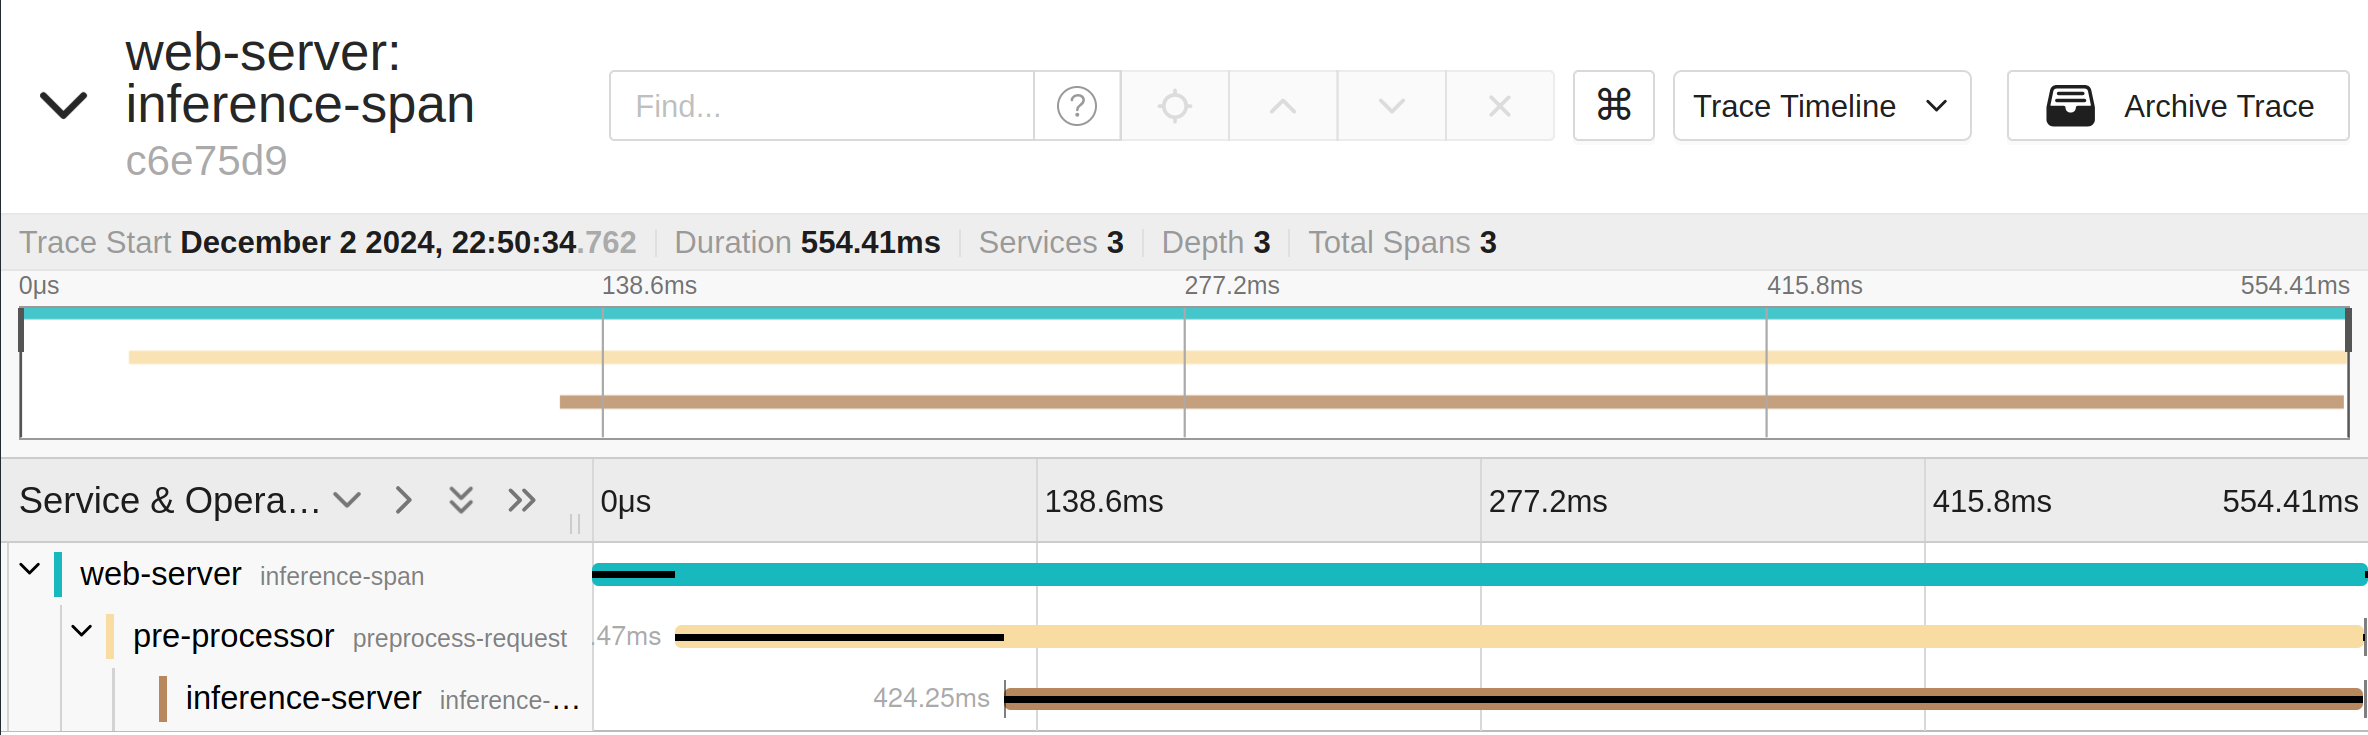 web-server:
inference-span
c6e75d9
Find...
⌘
Trace Timeline
Archive Trace
Trace Start December 2 2024, 22:50:34.762 Duration 554.41ms Services 3 Depth 3 Total Spans 3
0μs 138.6ms 277.2ms 415.8ms 554.41ms
Service & Opera… 0μs 138.6ms 277.2ms 415.8ms 554.41ms
web-server inference-span
pre-processor preprocess-request .47ms
inference-server inference-… 424.25ms